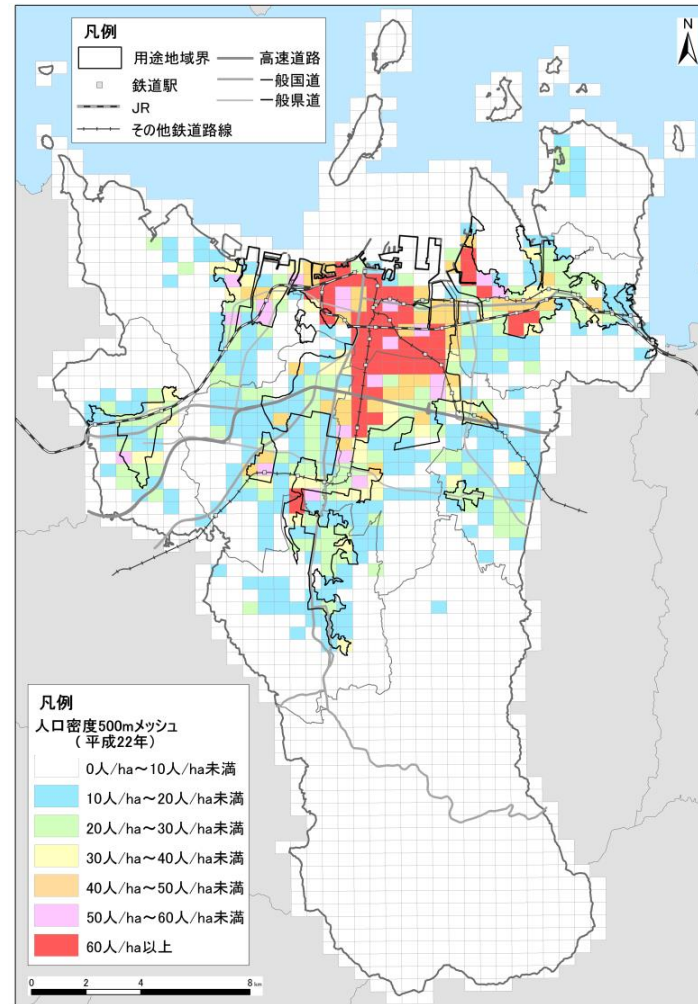 凡例
用途地域界
鉄道駅
JR
その他鉄道路線
高速道路
一般国道
一般県道
N
凡例
人口密度500mメッシュ
（平成22年）
0人/ha～10人/ha未満
10人/ha～20人/ha未満
20人/ha～30人/ha未満
30人/ha～40人/ha未満
40人/ha～50人/ha未満
50人/ha～60人/ha未満
60人/ha以上
0 2 4 8 km